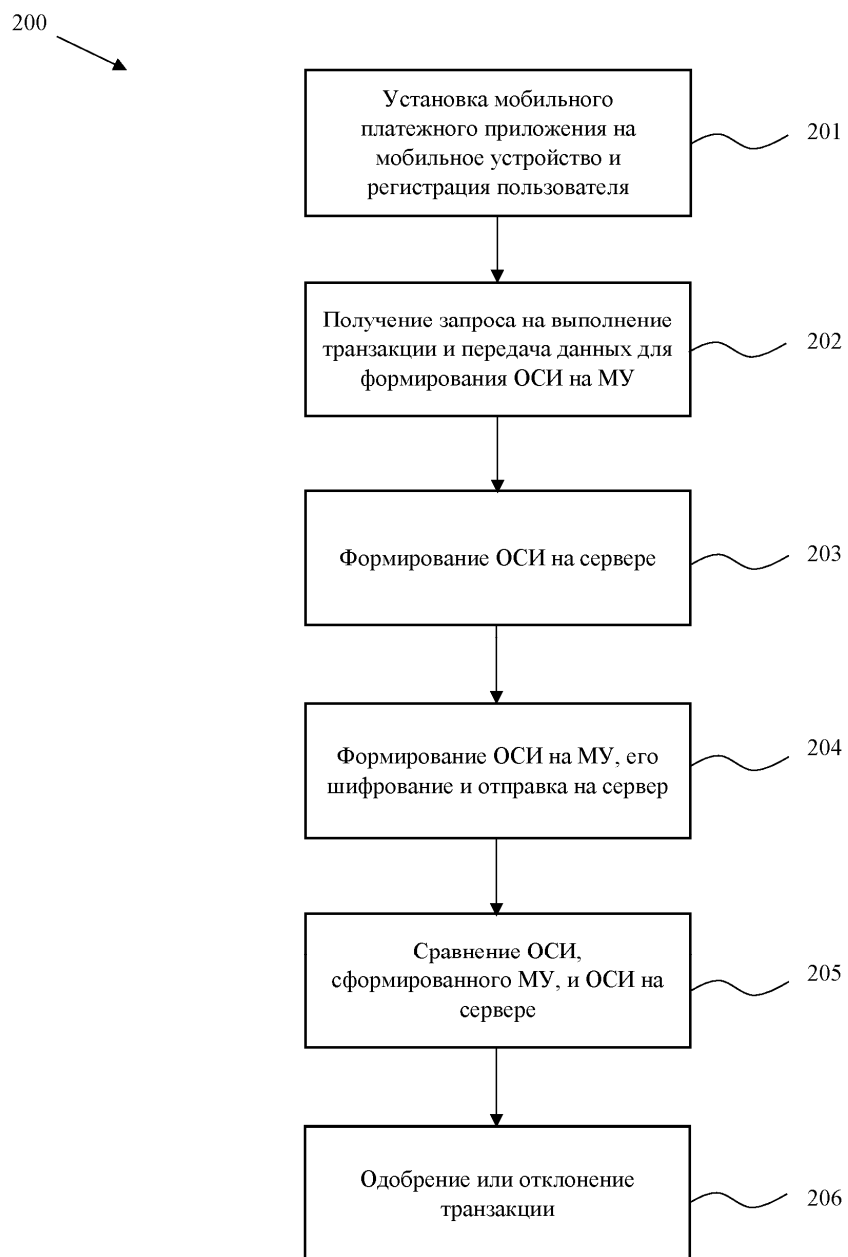 200
Установка мобильного
платежного приложения на
мобильное устройство и
регистрация пользователя
201
Получение запроса на выполнение
транзакции и передача данных для
формирования ОСИ на МУ
202
Формирование ОСИ на сервере
203
Формирование ОСИ на МУ, его
шифрование и отправка на сервер
204
Сравнение ОСИ,
сформированного МУ, и ОСИ на
сервере
205
Одобрение или отклонение
транзакции
206